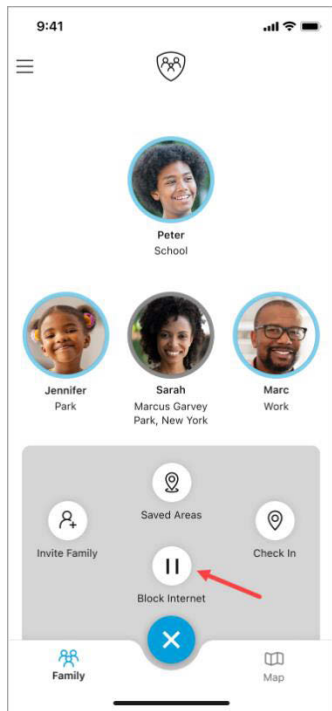 9:41
Peter
School
Jennifer
Park
Sarah
Marcus Garvey
Park, New York
Marc
Work
Saved Areas
Invite Family
Check In
Block Internet
Family
Map